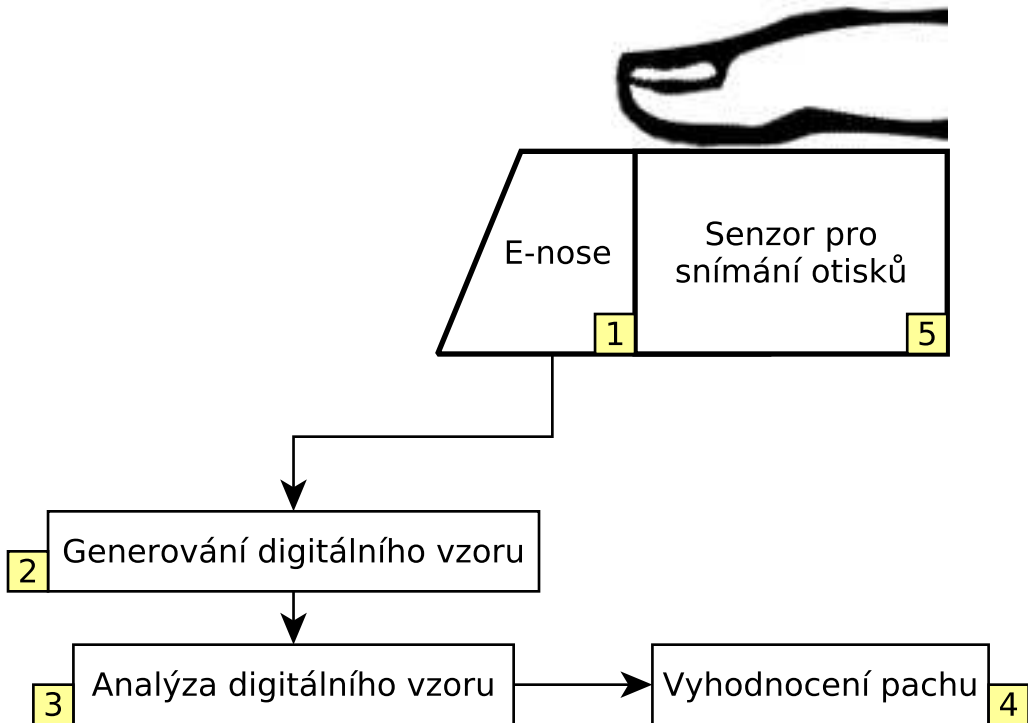 E-nose
1
Senzor pro
snímání otisků
5
Generování digitálního vzoru
2
Analýza digitálního vzoru
3
Vyhodnocení pachu
4